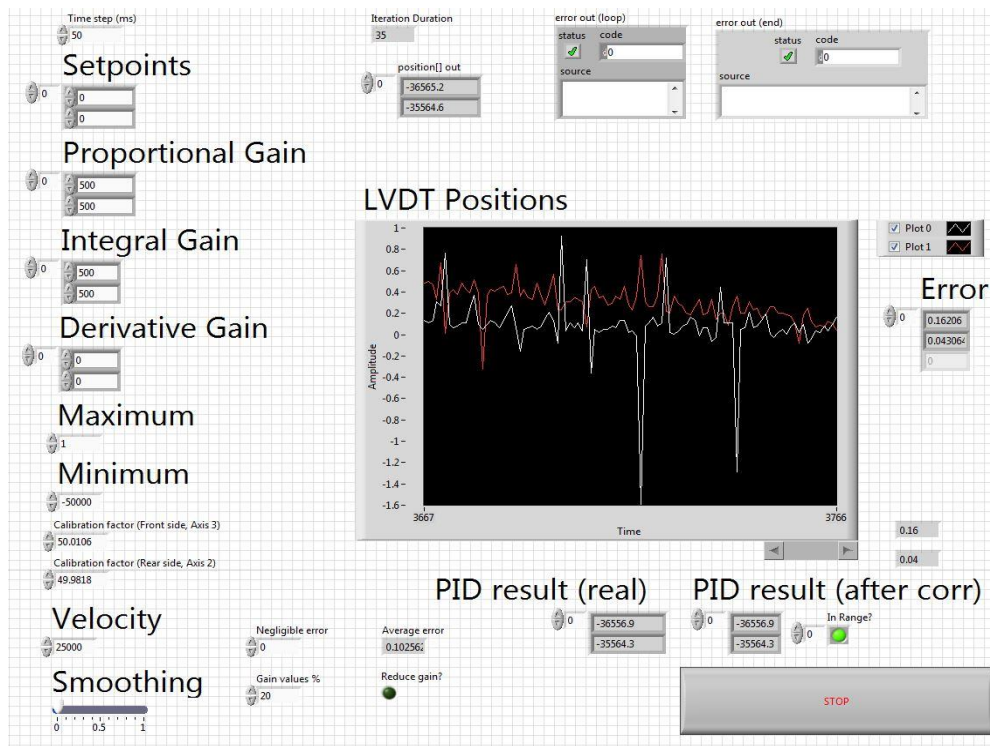 Time step (ms)
50
Setpoints
0
0
0
Proportional Gain
0
500
500
Integral Gain
0
500
500
Derivative Gain
0
0
0
Maximum
1
Minimum
-50000
Calibration factor (Front side, Axis 3)
50.0106
Calibration factor (Rear side, Axis 2)
49.9818
Velocity
25000
Smoothing
0 0.5 1
Negligible error
0
Gain values %
20
Average error
0.102562
Reduce gain?
Iteration Duration
35
position[] out
0
-36565.2
-35564.6
error out (loop)
status code
0
source
error out (end)
status code
0
source
LVDT Positions
Amplitude
1
0.8
0.6
0.4
0.2
0
-0.2
-0.4
-0.6
-0.8
-1
-1.2
-1.4
-1.6
3667 3766
Time
Plot 0
Plot 1
Error
0
0.16206
0.043064
0
0.16
0.04
PID result (real)
0
-36556.9
-35564.3
PID result (after corr)
0
-36556.9
-35564.3
In Range?
0
STOP